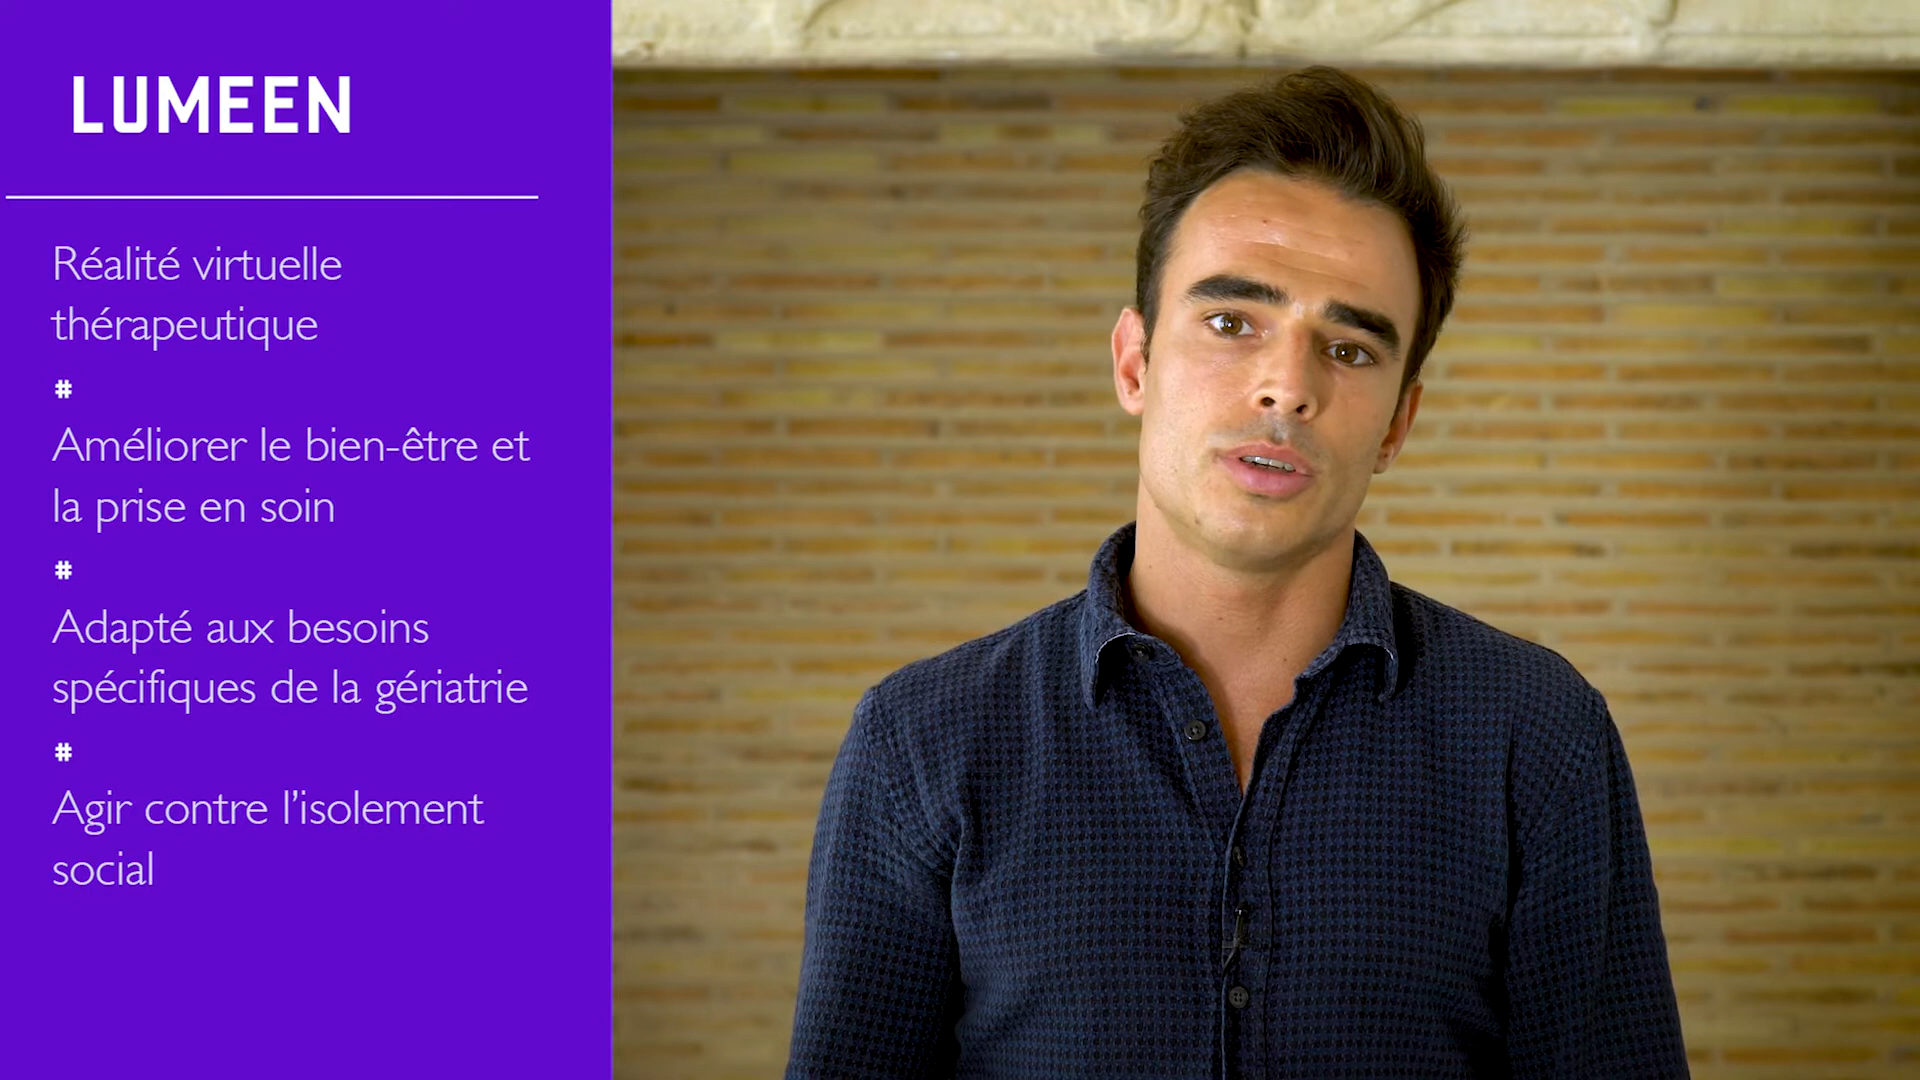 LUMEEN
Réalité virtuelle
thérapeutique
#
Améliorer le bien-être et
la prise en soin
#
Adapté aux besoins
spécifiques de la gériatrie
#
Agir contre l’isolement
social